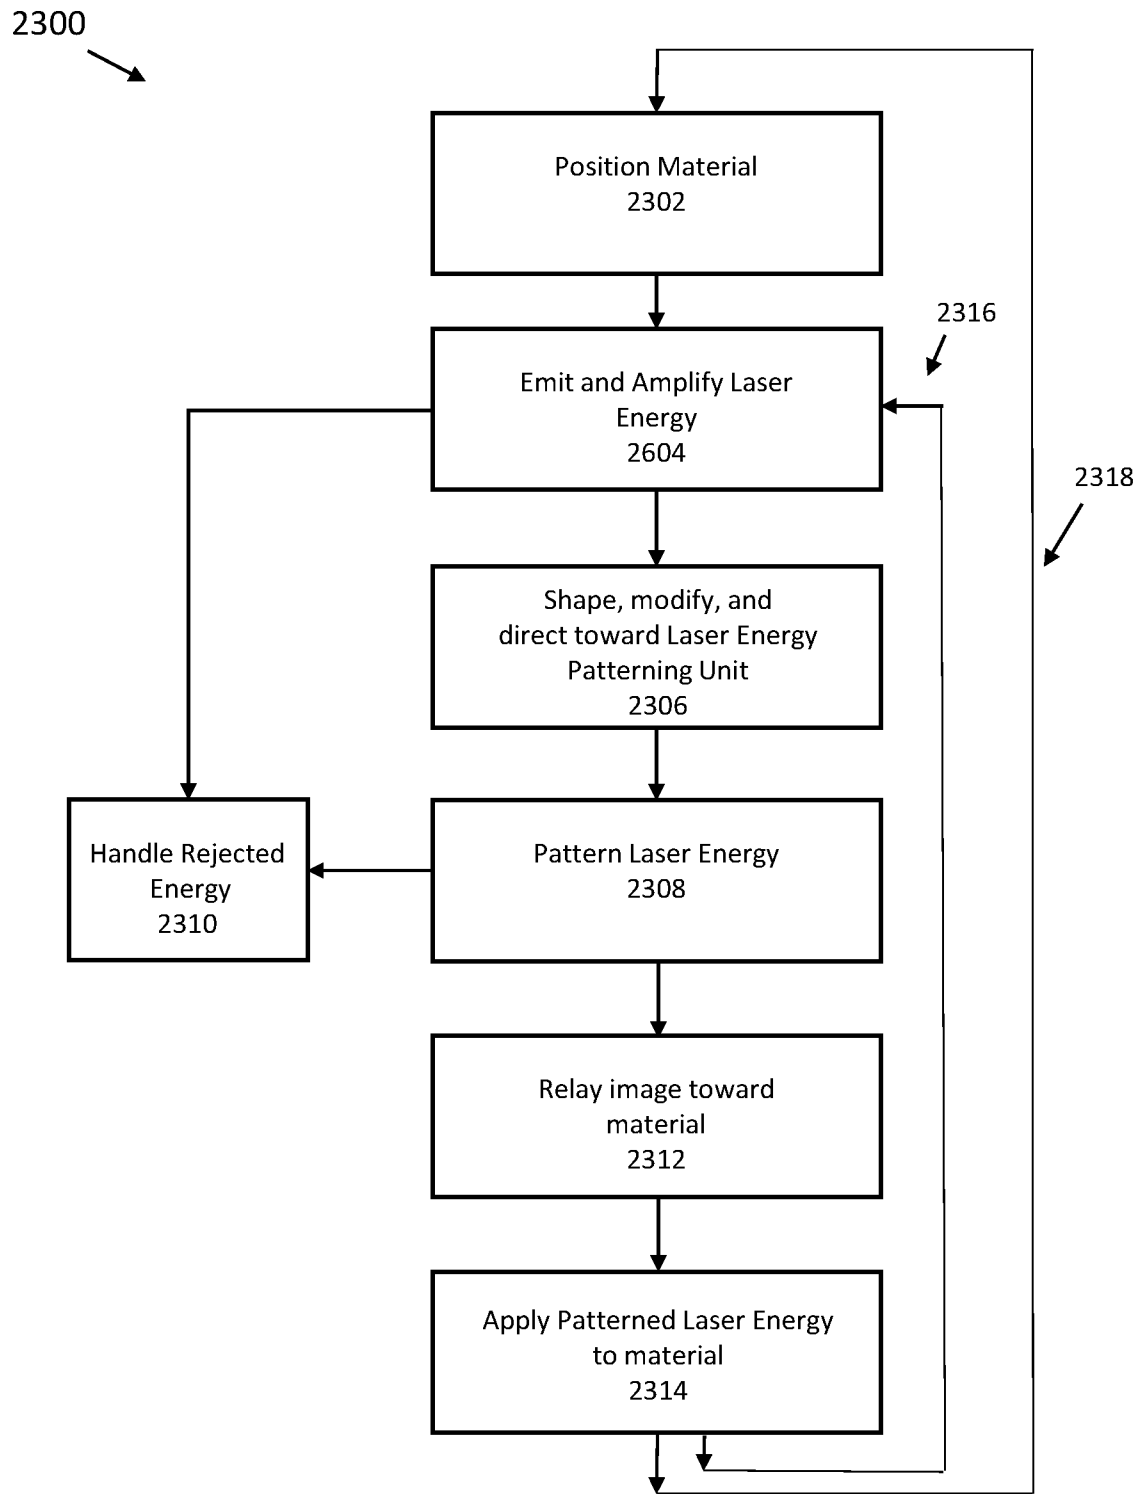 2300
Position Material
2302
2316
Emit and Amplify Laser
Energy
2604
2318
Shape, modify, and
direct toward Laser Energy
Patterning Unit
2306
Handle Rejected
Energy
2310
Pattern Laser Energy
2308
Relay image toward
material
2312
Apply Patterned Laser Energy
to material
2314